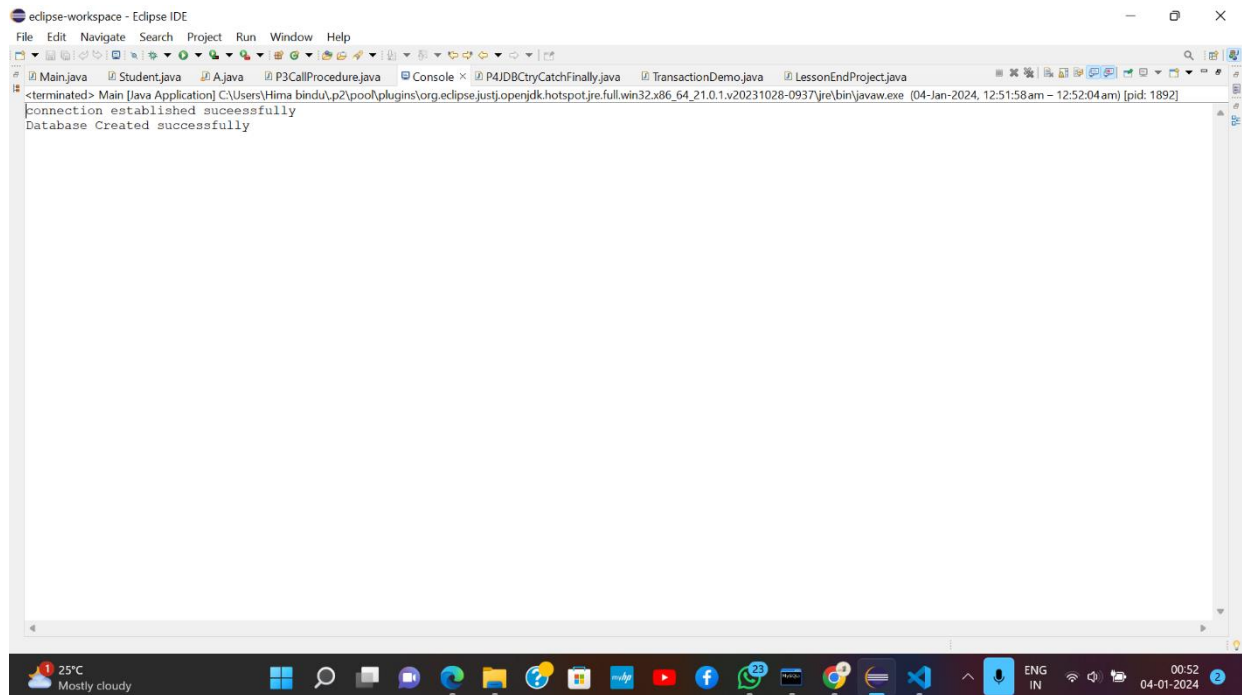 eclipse-workspace - Eclipse IDE
File Edit Navigate Search Project Run Window Help
Main.java Student.java A.java P3CallProcedure.java Console × P4JDBCtryCatchFinally.java TransactionDemo.java LessonEndProject.java
<terminated> Main [Java Application] C:\Users\Hima bindu\.p2\pool\plugins\org.eclipse.justj.openjdk.hotspot.jre.full.win32.x86_64_21.0.1.v20231028-0937\jre\bin\javaw.exe (04-Jan-2024, 12:51:58 am – 12:52:04 am) [pid: 1892]
connection established suceessfully
Database Created successfully
1
25°C
Mostly cloudy
myhp
23
ENG
IN
00:52
04-01-2024
2